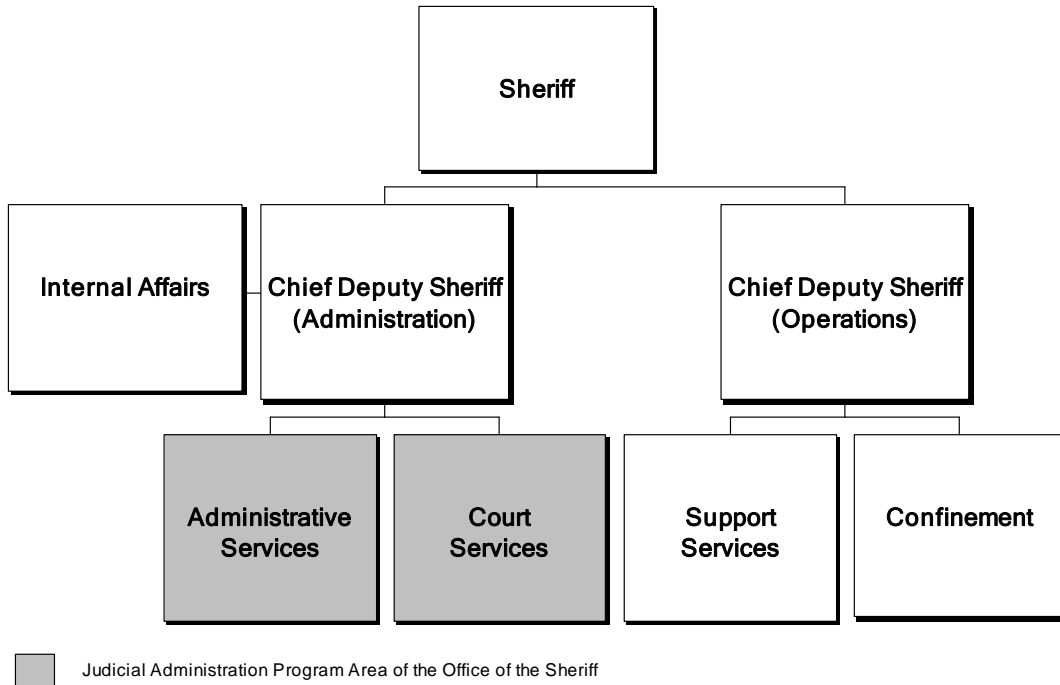 Sheriff
Internal Affairs
Chief Deputy Sheriff
(Administration)
Chief Deputy Sheriff
(Operations)
Administrative
Services
Court
Services
Support
Services
Confinement
Judicial Administration Program Area of the Office of the Sheriff